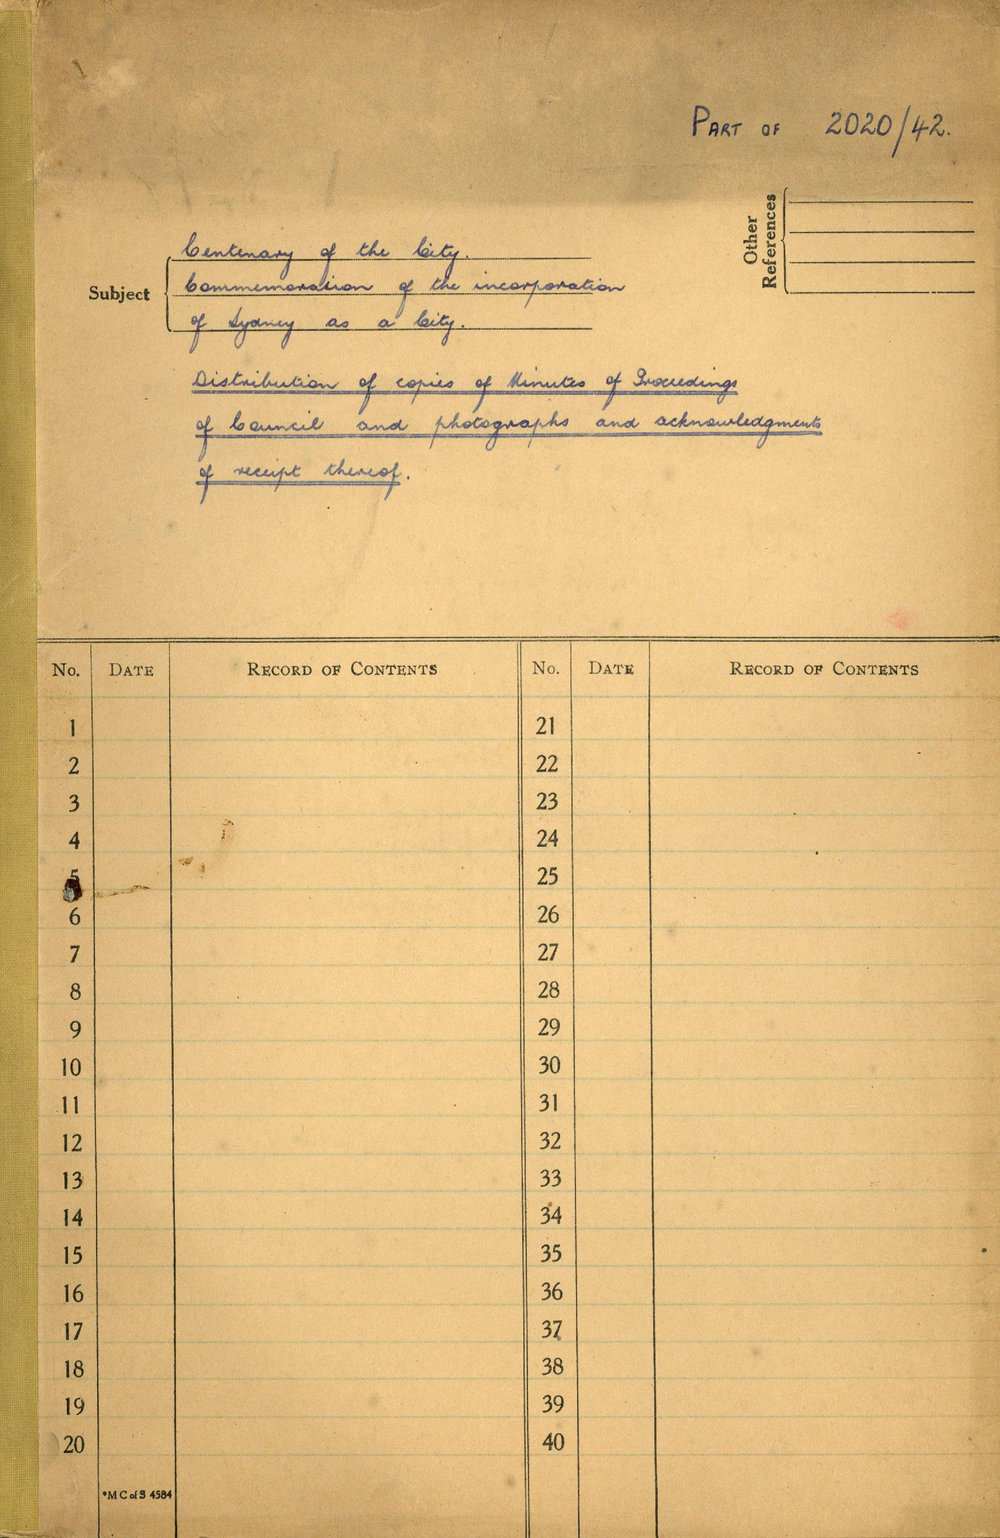 PART OF 2020/42.
Other
References
Subject
Centenary of the City.
Commemoration of the incorporation
of Sydney as a City.
Distribution of copies of Minutes of Proceedings
of Council and photographs and acknowledgments
of receipt thereof.
No. DATE RECORD OF CONTENTS No. DATE RECORD OF CONTENTS
1 21
2 22
3 23
4 24
5 25
6 26
7 27
8 28
9 29
10 30
11 31
12 32
13 33
14 34
15 35
16 36
17 37
18 38
19 39
20 40
*M C of S 4584